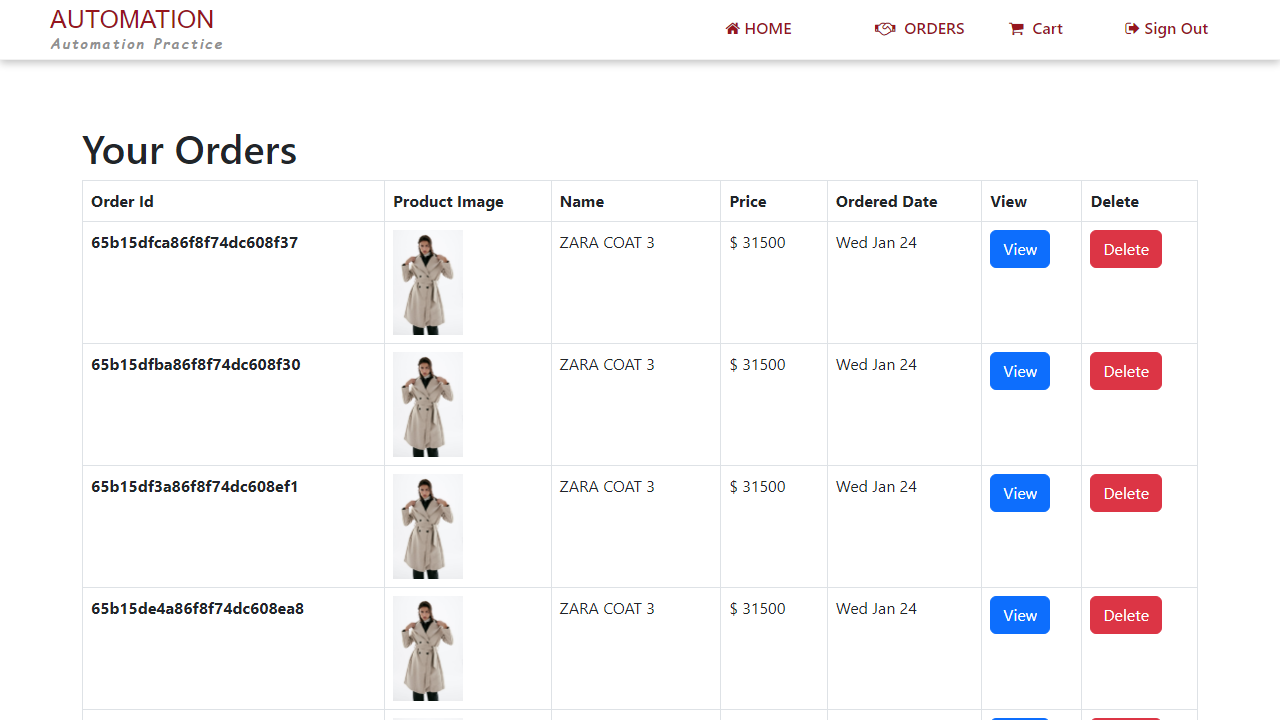 AUTOMATION
Automation Practice
HOME ORDERS Cart Sign Out
Your Orders
Order Id Product Image Name Price Ordered Date View Delete
65b15dfca86f8f74dc608f37 ZARA COAT 3 $ 31500 Wed Jan 24 View Delete
65b15dfba86f8f74dc608f30 ZARA COAT 3 $ 31500 Wed Jan 24 View Delete
65b15df3a86f8f74dc608ef1 ZARA COAT 3 $ 31500 Wed Jan 24 View Delete
65b15de4a86f8f74dc608ea8 ZARA COAT 3 $ 31500 Wed Jan 24 View Delete